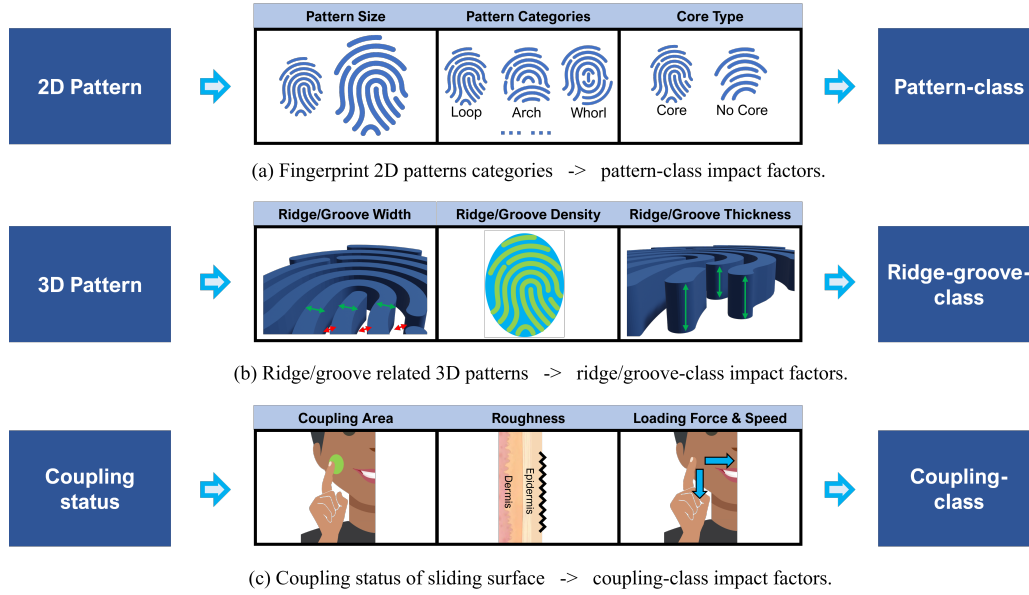 Pattern Size
Pattern Categories
Core Type
2D Pattern
Loop
Arch
Whorl
Core
No Core
Pattern-class
(a) Fingerprint 2D patterns categories -> pattern-class impact factors.
Ridge/Groove Width
Ridge/Groove Density
Ridge/Groove Thickness
3D Pattern
Ridge-groove-
class
(b) Ridge/groove related 3D patterns -> ridge/groove-class impact factors.
Coupling Area
Roughness
Loading Force & Speed
Coupling
status
Dermis
Epidermis
Coupling-
class
(c) Coupling status of sliding surface -> coupling-class impact factors.